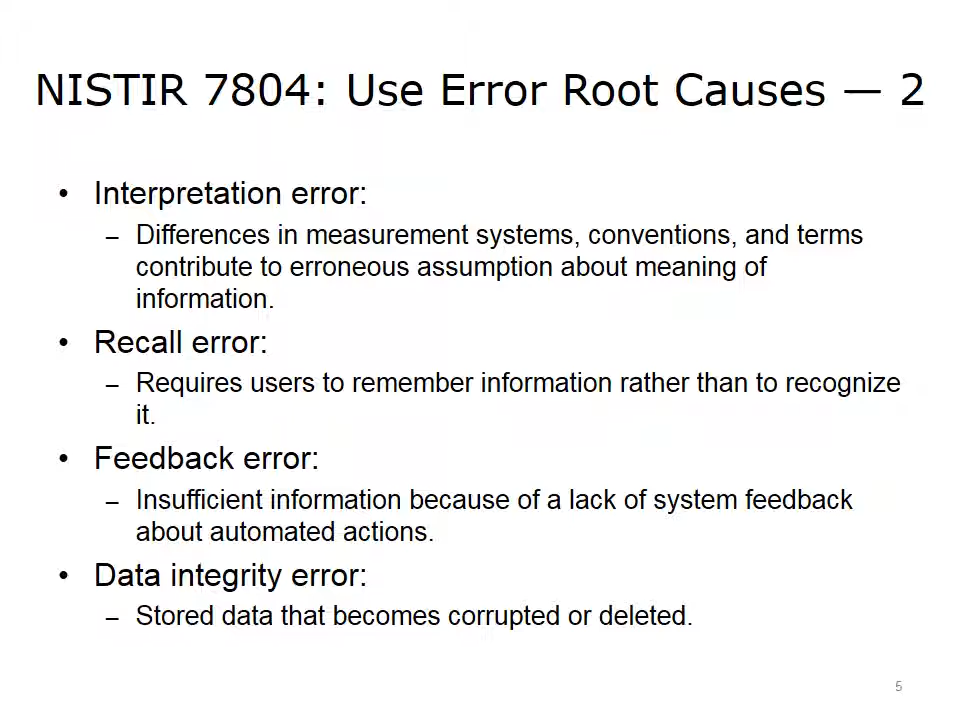 NISTIR 7804: Use Error Root Causes — 2
• Interpretation error:
– Differences in measurement systems, conventions, and terms
contribute to erroneous assumption about meaning of
information.
• Recall error:
– Requires users to remember information rather than to recognize
it.
• Feedback error:
– Insufficient information because of a lack of system feedback
about automated actions.
• Data integrity error:
– Stored data that becomes corrupted or deleted.
5